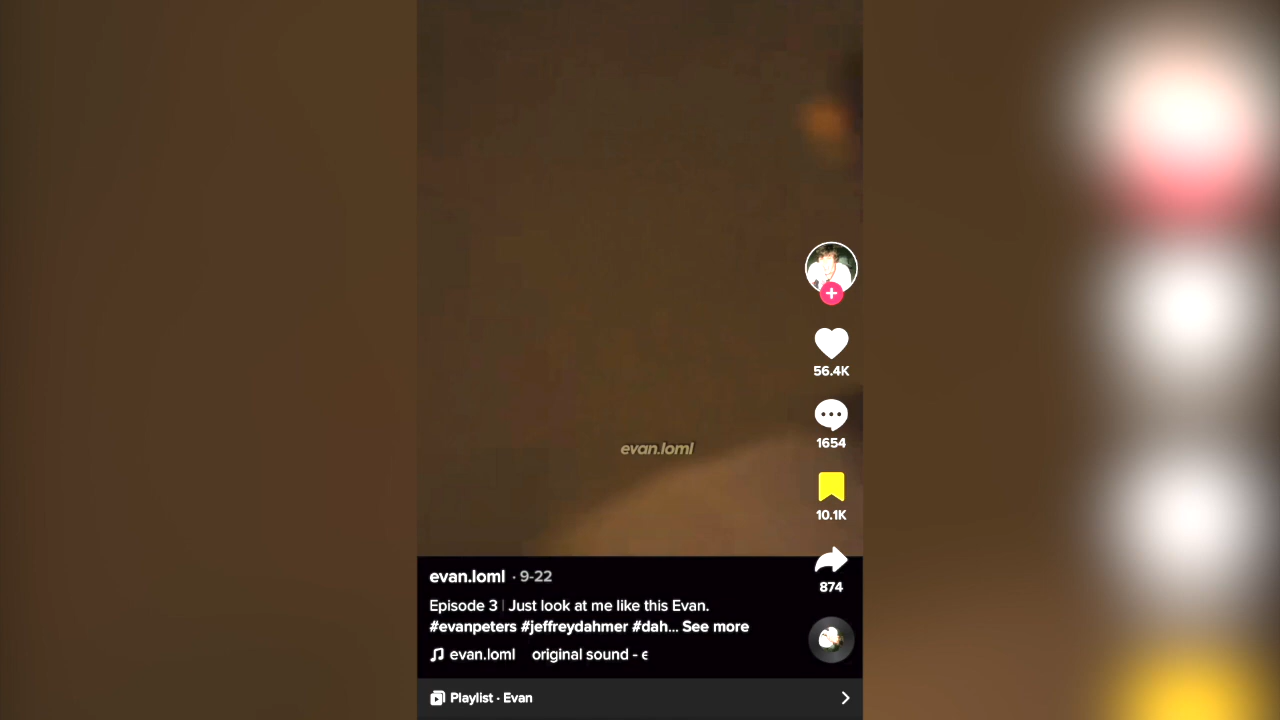 evan.loml
56.4K
1654
10.1K
874
evan.loml · 9-22
Episode 3 | Just look at me like this Evan.
#evanpeters #jeffreydahmer #dah... See more
evan.loml original sound - e
Playlist · Evan